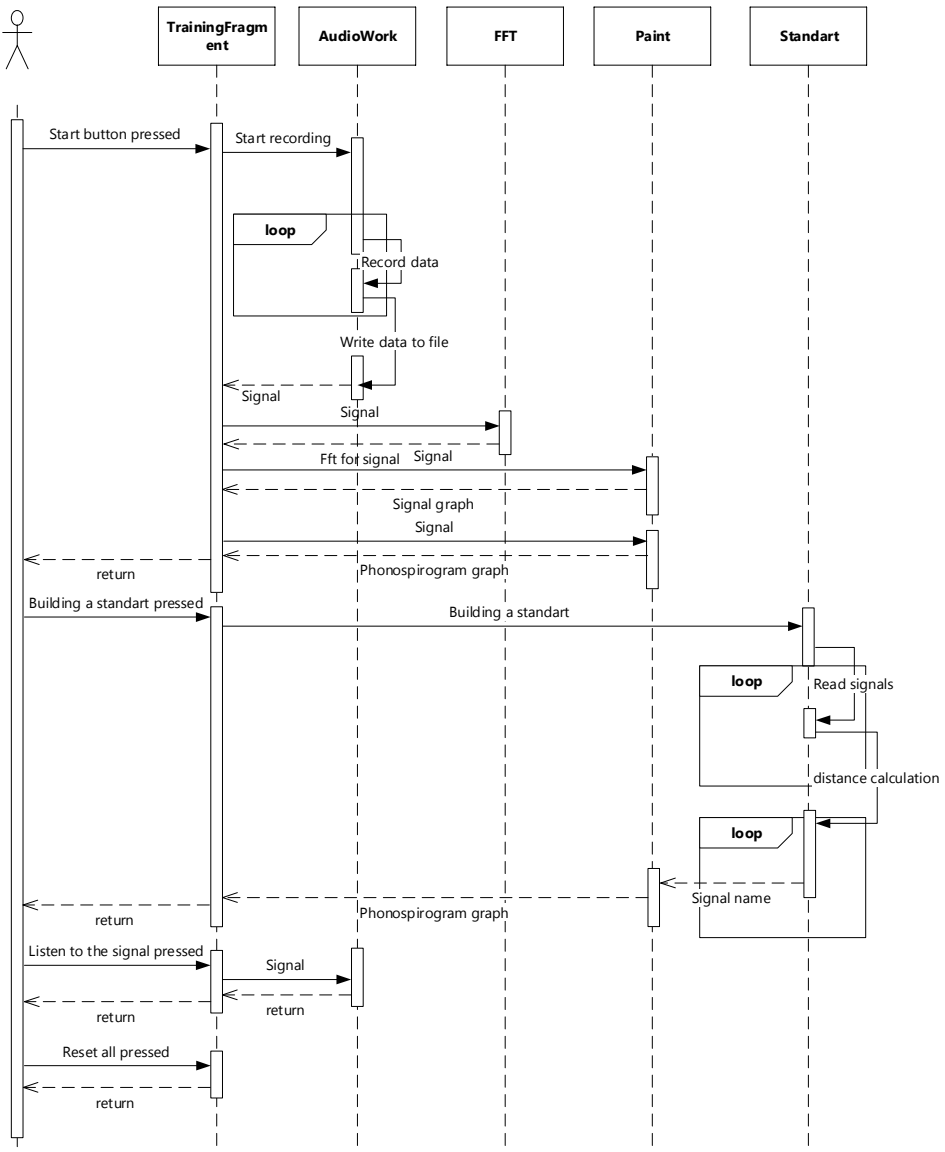 TrainingFragm
ent
AudioWork
FFT
Paint
Standart
Start button pressed
Start recording
loop
Record data
Write data to file
Signal
Signal
Signal
Fft for signal
Signal graph
Signal
Phonospirogram graph
return
Building a standart pressed
Building a standart
loop
Read signals
distance calculation
loop
Signal name
Phonospirogram graph
return
Listen to the signal pressed
Signal
return
return
Reset all pressed
return